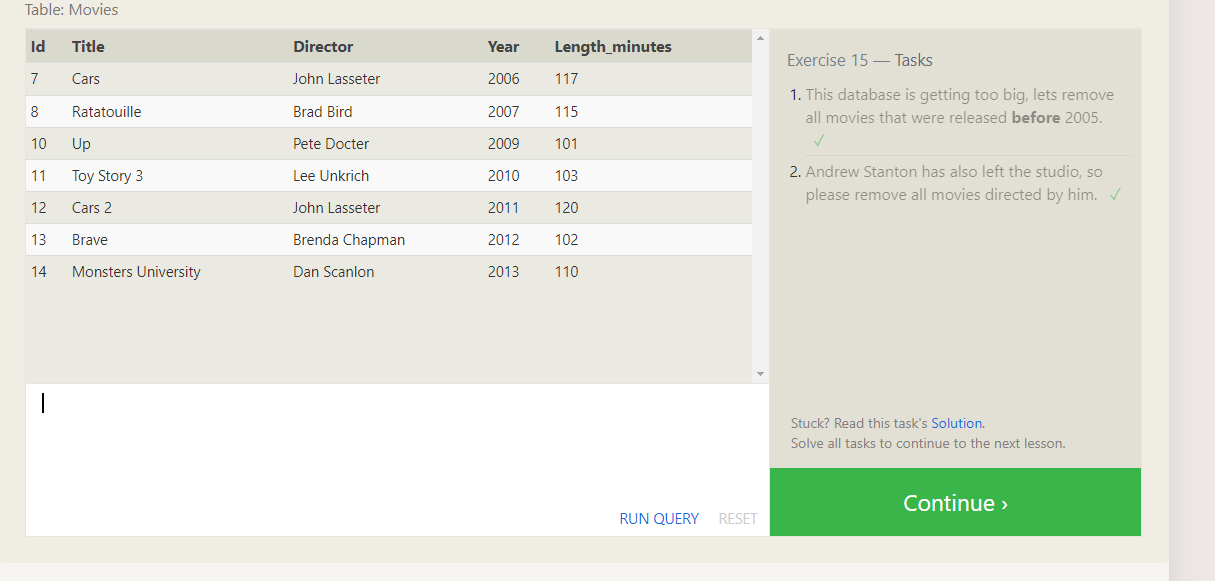 Table: Movies
Id Title Director Year Length_minutes
7 Cars John Lasseter 2006 117
8 Ratatouille Brad Bird 2007 115
10 Up Pete Docter 2009 101
11 Toy Story 3 Lee Unkrich 2010 103
12 Cars 2 John Lasseter 2011 120
13 Brave Brenda Chapman 2012 102
14 Monsters University Dan Scanlon 2013 110
RUN QUERY RESET
Exercise 15 — Tasks
1. This database is getting too big, lets remove
all movies that were released before 2005.
✓
2. Andrew Stanton has also left the studio, so
please remove all movies directed by him. ✓
Stuck? Read this task's Solution.
Solve all tasks to continue to the next lesson.
Continue ›